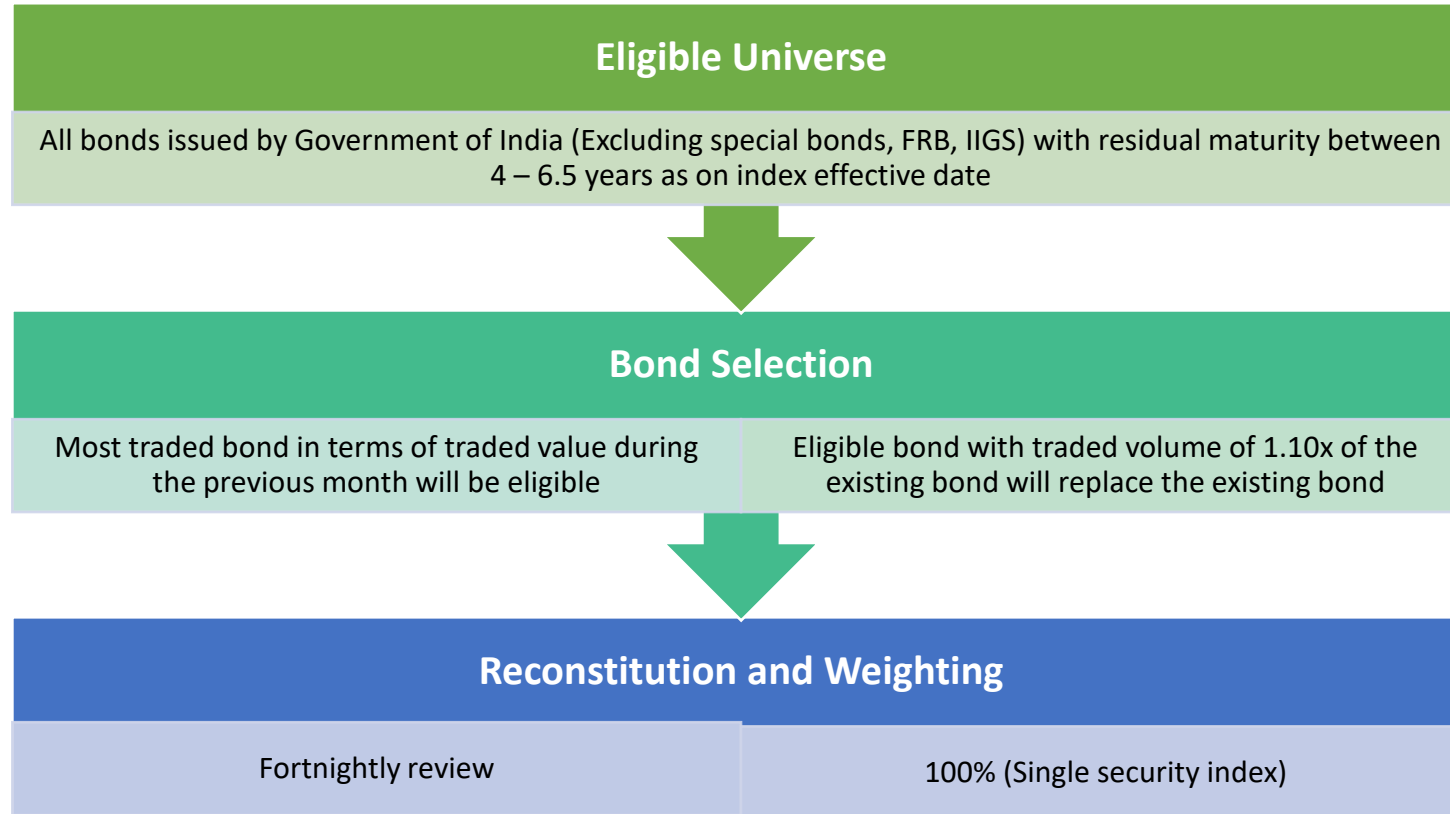 Eligible Universe
All bonds issued by Government of India (Excluding special bonds, FRB, IIGS) with residual maturity between
4 – 6.5 years as on index effective date
Bond Selection
Most traded bond in terms of traded value during
the previous month will be eligible
Eligible bond with traded volume of 1.10x of the
existing bond will replace the existing bond
Reconstitution and Weighting
Fortnightly review
100% (Single security index)